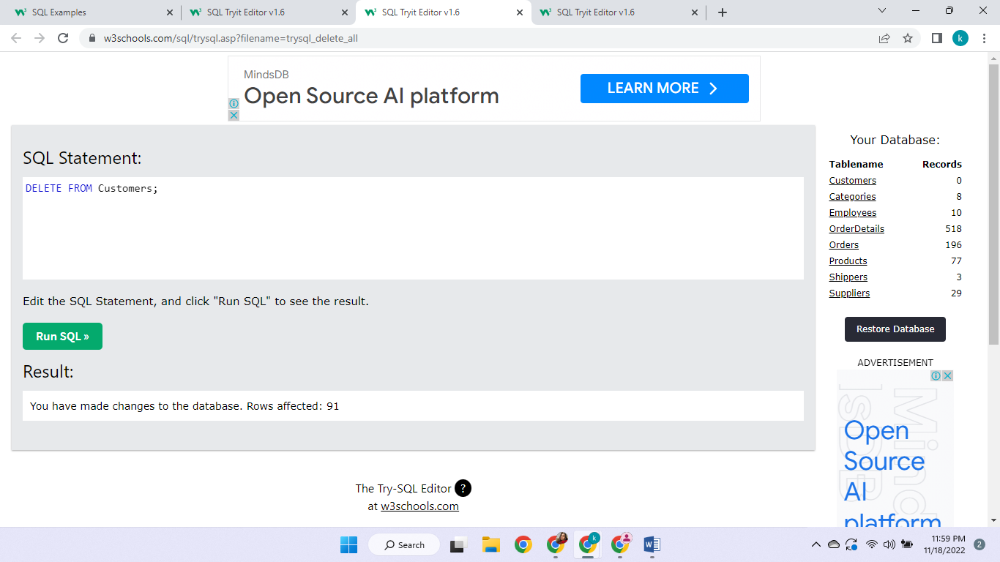 SQL Examples
SQL Tryit Editor v1.6
SQL Tryit Editor v1.6
SQL Tryit Editor v1.6
w3schools.com/sql/trysql.asp?filename=trysql_delete_all
k
MindsDB
Open Source AI platform
LEARN MORE
SQL Statement:
DELETE FROM Customers;
Edit the SQL Statement, and click "Run SQL" to see the result.
Run SQL »
Result:
You have made changes to the database. Rows affected: 91
The Try-SQL Editor ?
at w3schools.com
Your Database:
Tablename Records
Customers 0
Categories 8
Employees 10
OrderDetails 518
Orders 196
Products 77
Shippers 3
Suppliers 29
Restore Database
ADVERTISEMENT
Open
Source
AI
platform
Search
k
11:59 PM
11/18/2022
2